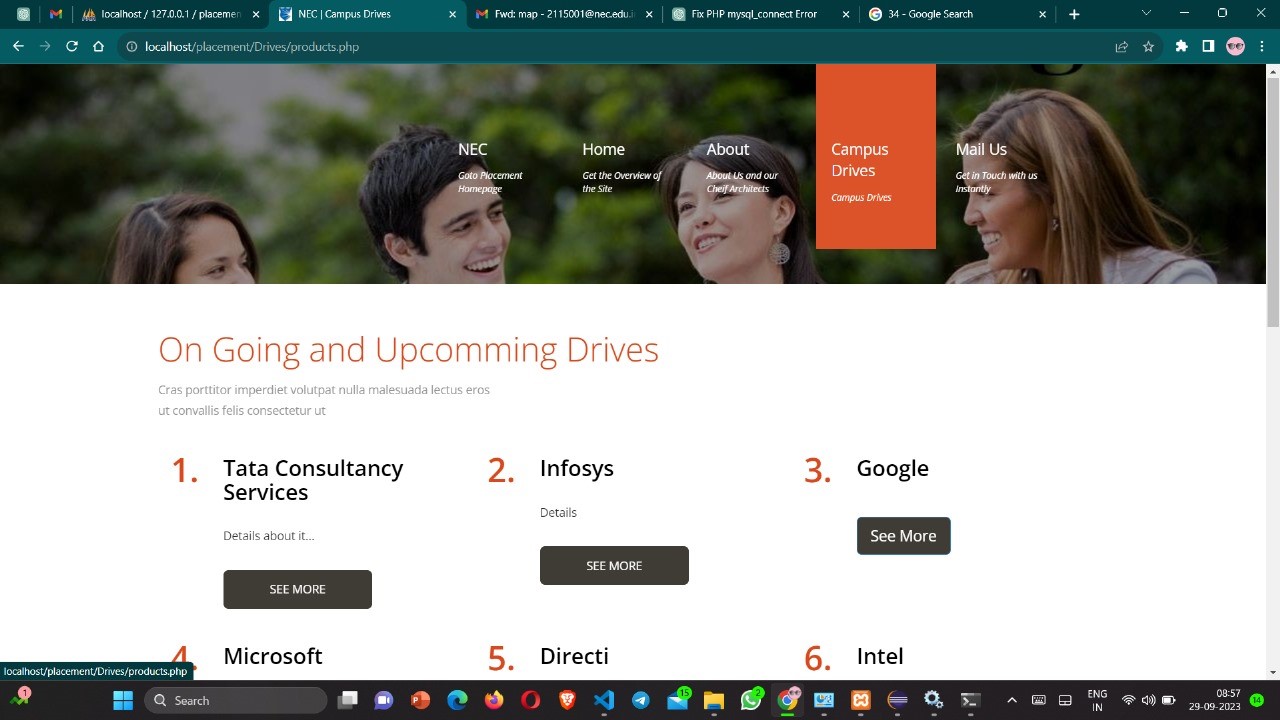 localhost / 127.0.0.1 / placement
NEC | Campus Drives
Fwd: map - 2115001@nec.edu.i
Fix PHP mysql_connect Error
34 - Google Search
localhost/placement/Drives/products.php
NEC
Goto Placement
Homepage
Home
Get the Overview of
the Site
About
About Us and our
Cheif Architects
Campus
Drives
Campus Drives
Mail Us
Get in Touch with us
Instantly
On Going and Upcomming Drives
Cras porttitor imperdiet volutpat nulla malesuada lectus eros
ut convallis felis consectetur ut
1. Tata Consultancy
Services
Details about it...
SEE MORE
2. Infosys
Details
SEE MORE
3. Google
See More
4. Microsoft
5. Directi
6. Intel
localhost/placement/Drives/products.php
1
Search
15
2
ENG
IN
08:57
29-09-2023
14